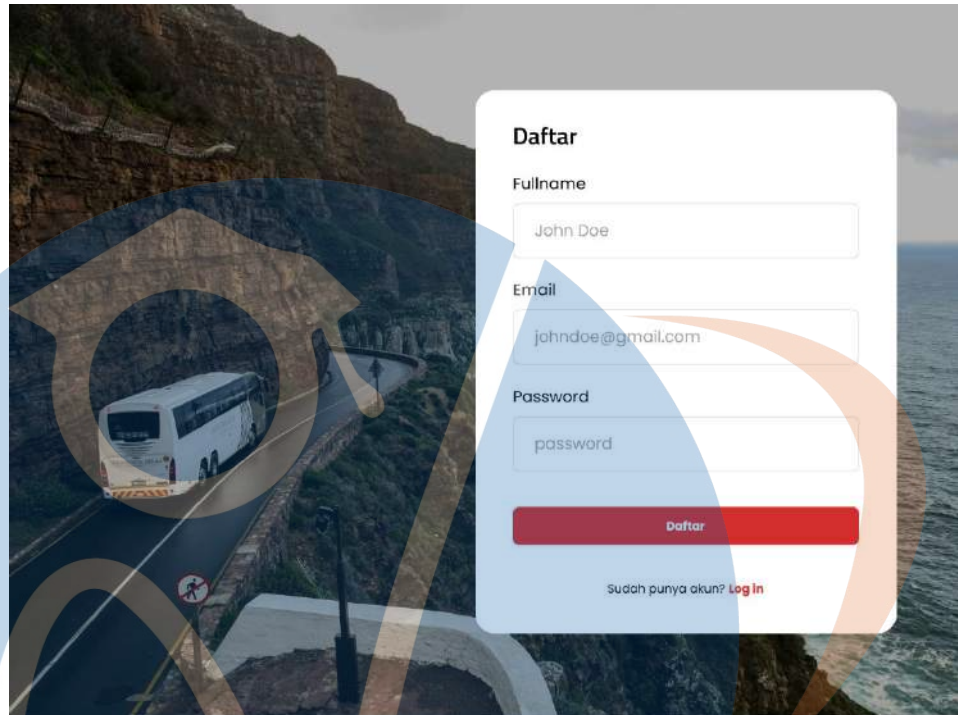 Daftar
Fullname
John Doe
Email
johndoe@gmail.com
Password
password
Daftar
Sudah punya akun? Log in